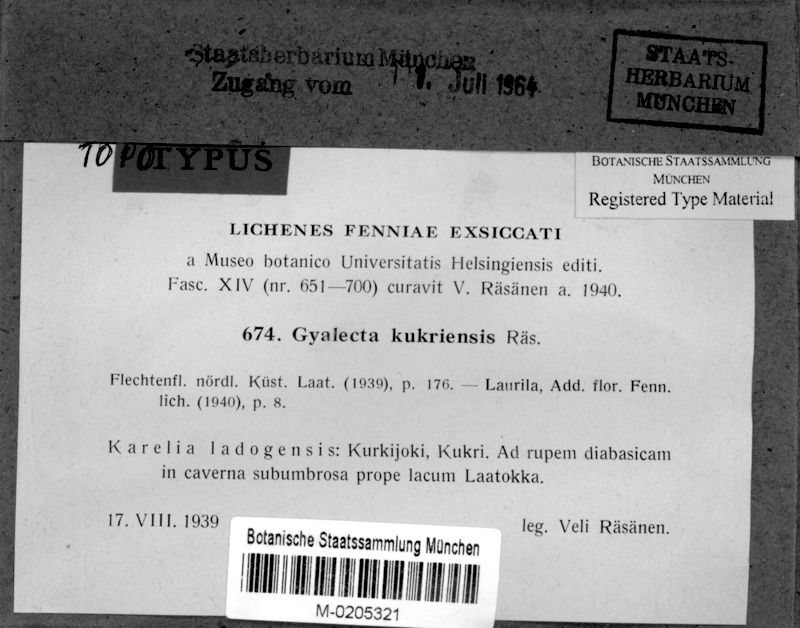 Staatsherbarium München
Zugang vom Juli 1964
STAATS-
HERBARIUM
MÜNCHEN
TOPOTYPUS
BOTANISCHE STAATSSAMMLUNG
MÜNCHEN
Registered Type Material
LICHENES FENNIAE EXSICCATI
a Museo botanico Universitatis Helsingiensis editi.
Fasc. XIV (nr. 651—700) curavit V. Räsänen a. 1940.
674. Gyalecta kukriensis Räs.
Flechtenfl. nördl. Küst. Laat. (1939), p. 176. — Laurila, Add. flor. Fenn.
lich. (1940), p. 8.
Karelia ladogensis: Kurkijoki, Kukri. Ad rupem diabasicam
in caverna subumbrosa prope lacum Laatokka.
17. VIII. 1939
leg. Veli Räsänen.
Botanische Staatssammlung München
M-0205321